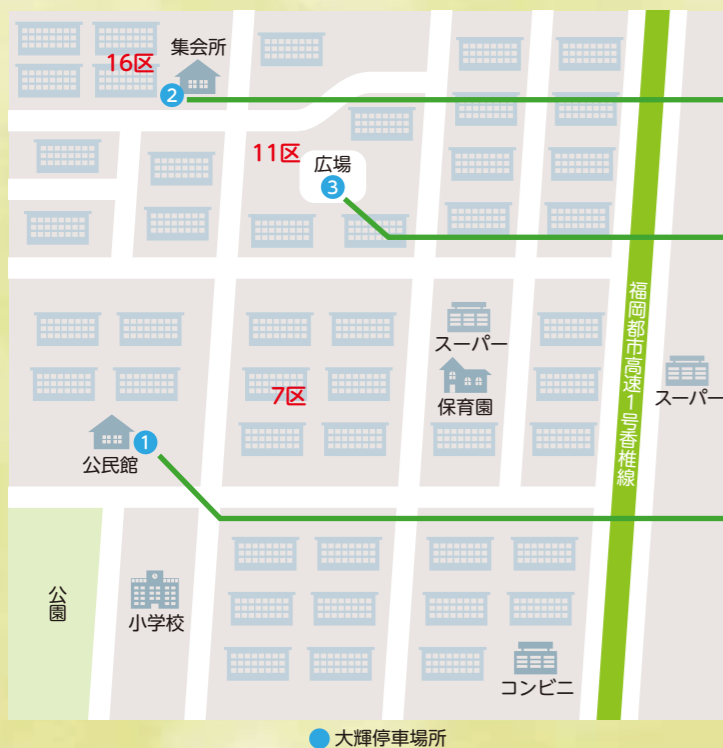 集会所
16区
2
11区
広場
3
福岡都市高速1号香椎線
スーパー
保育園
スーパー
7区
1
公民館
公園
小学校
コンビニ
大輝停車場所